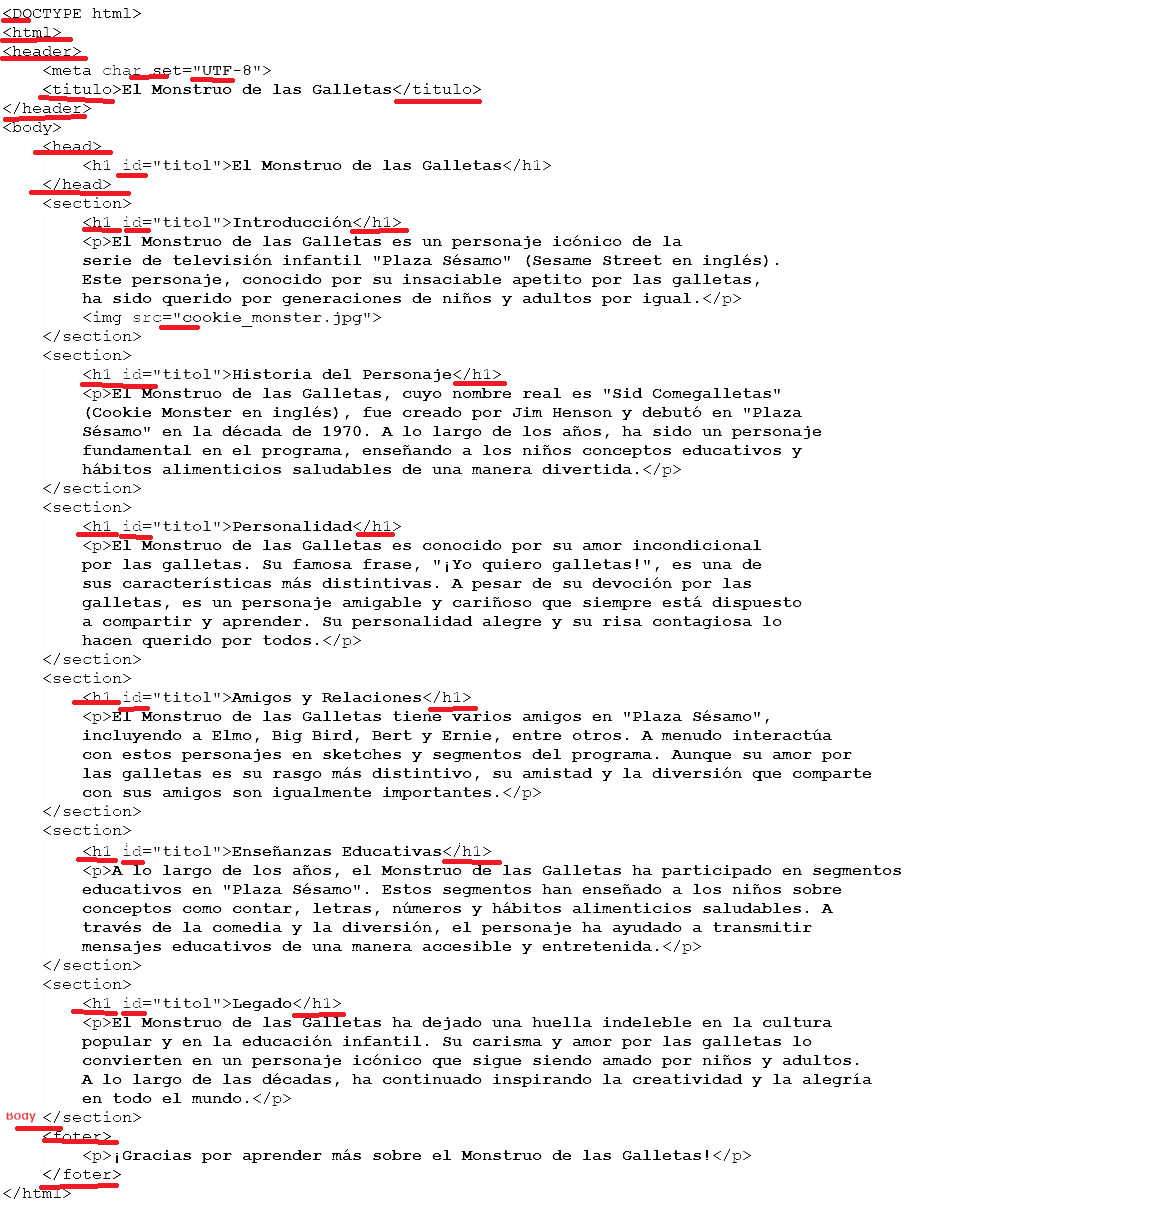 <DOCTYPE html>
<html>
<header>
<meta char set="UTF-8">
<titulo>El Monstruo de las Galletas</titulo>
</header>
<body>
<head>
<h1 id="titol">El Monstruo de las Galletas</h1>
</head>
<section>
<h1 id="titol">Introducción</h1>
<p>El Monstruo de las Galletas es un personaje icónico de la
serie de televisión infantil "Plaza Sésamo" (Sesame Street en inglés).
Este personaje, conocido por su insaciable apetito por las galletas,
ha sido querido por generaciones de niños y adultos por igual.</p>
<img src="cookie_monster.jpg">
</section>
<section>
<h1 id="titol">Historia del Personaje</h1>
<p>El Monstruo de las Galletas, cuyo nombre real es "Sid Comegalletas"
(Cookie Monster en inglés), fue creado por Jim Henson y debutó en "Plaza
Sésamo" en la década de 1970. A lo largo de los años, ha sido un personaje
fundamental en el programa, enseñando a los niños conceptos educativos y
hábitos alimenticios saludables de una manera divertida.</p>
</section>
<section>
<h1 id="titol">Personalidad</h1>
<p>El Monstruo de las Galletas es conocido por su amor incondicional
por las galletas. Su famosa frase, "¡Yo quiero galletas!", es una de
sus características más distintivas. A pesar de su devoción por las
galletas, es un personaje amigable y cariñoso que siempre está dispuesto
a compartir y aprender. Su personalidad alegre y su risa contagiosa lo
hacen querido por todos.</p>
</section>
<section>
<h1 id="titol">Amigos y Relaciones</h1>
<p>El Monstruo de las Galletas tiene varios amigos en "Plaza Sésamo",
incluyendo a Elmo, Big Bird, Bert y Ernie, entre otros. A menudo interactúa
con estos personajes en sketches y segmentos del programa. Aunque su amor por
las galletas es su rasgo más distintivo, su amistad y la diversión que comparte
con sus amigos son igualmente importantes.</p>
</section>
<section>
<h1 id="titol">Enseñanzas Educativas</h1>
<p>A lo largo de los años, el Monstruo de las Galletas ha participado en segmentos
educativos en "Plaza Sésamo". Estos segmentos han enseñado a los niños sobre
conceptos como contar, letras, números y hábitos alimenticios saludables. A
través de la comedia y la diversión, el personaje ha ayudado a transmitir
mensajes educativos de una manera accesible y entretenida.</p>
</section>
<section>
<h1 id="titol">Legado</h1>
<p>El Monstruo de las Galletas ha dejado una huella indeleble en la cultura
popular y en la educación infantil. Su carisma y amor por las galletas lo
convierten en un personaje icónico que sigue siendo amado por niños y adultos.
A lo largo de las décadas, ha continuado inspirando la creatividad y la alegría
en todo el mundo.</p>
Body </section>
<foter>
<p>¡Gracias por aprender más sobre el Monstruo de las Galletas!</p>
</foter>
</html>